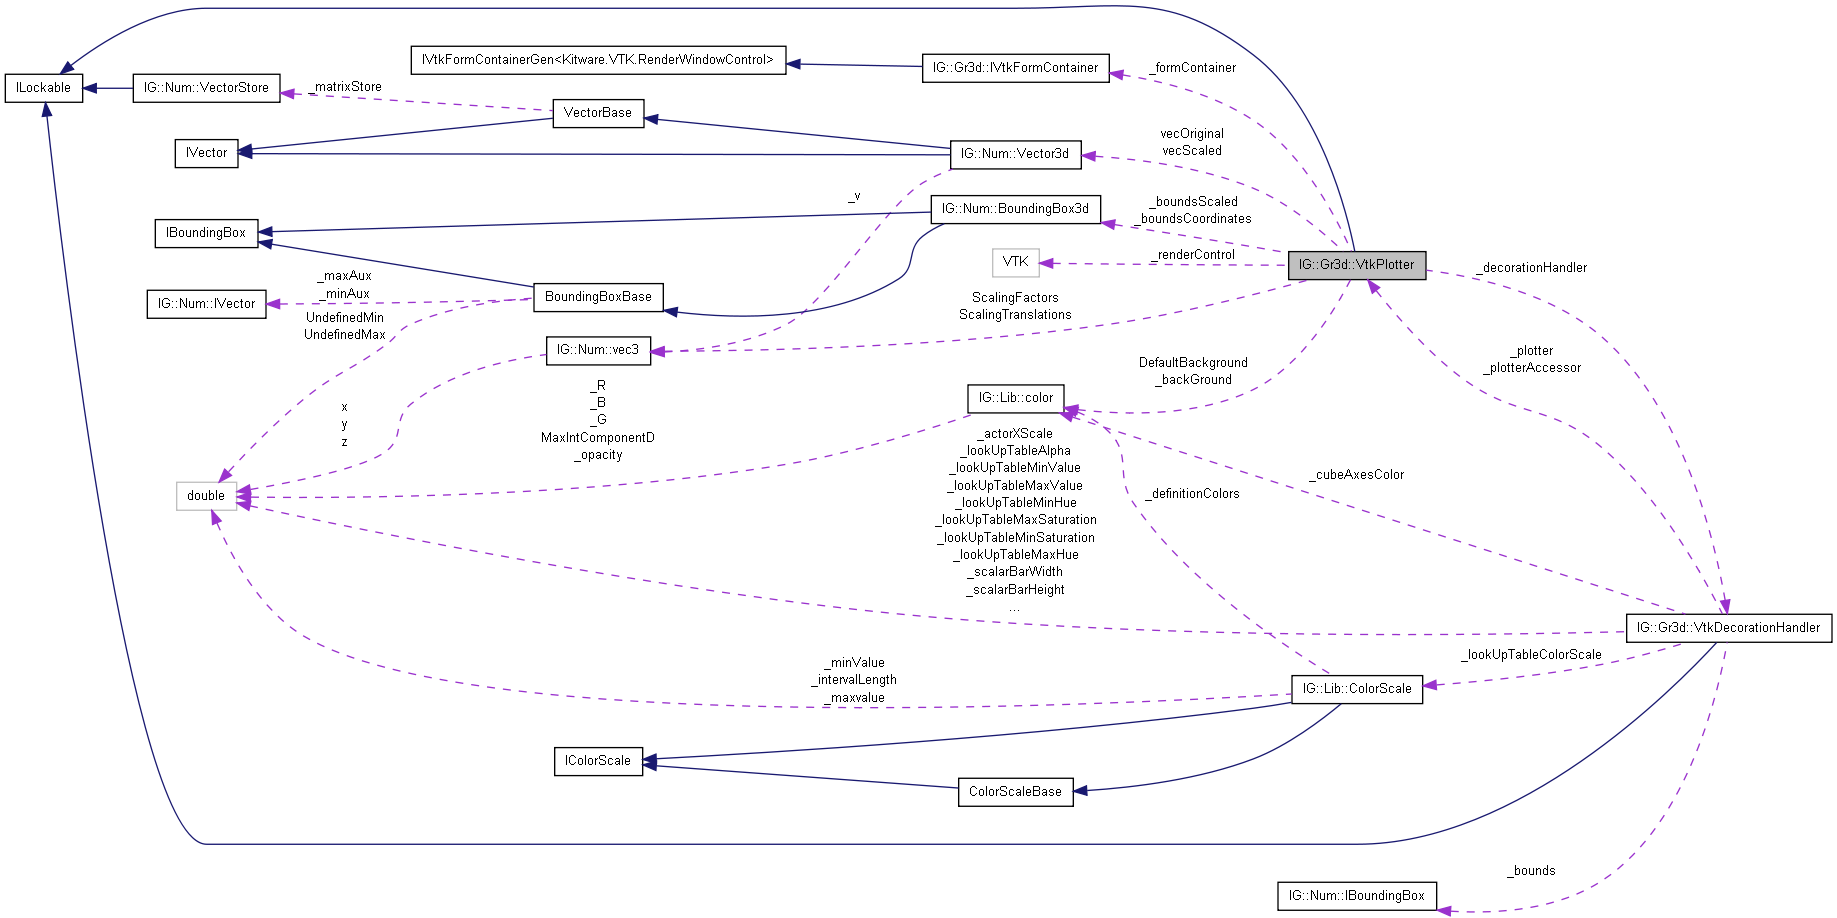 IVtkFormContainerGen<Kitware.VTK.RenderWindowControl>
IG::Gr3d::IVtkFormContainer
_formContainer
ILockable
IG::Num::VectorStore
_matrixStore
VectorBase
vecOriginal
vecScaled
IVector
IG::Num::Vector3d
_v
IG::Num::BoundingBox3d
_boundsScaled
_boundsCoordinates
IBoundingBox
VTK
_renderControl
IG::Gr3d::VtkPlotter
_decorationHandler
_maxAux
_minAux
IG::Num::IVector
BoundingBoxBase
ScalingFactors
ScalingTranslations
UndefinedMin
UndefinedMax
IG::Num::vec3
_plotter
_plotterAccessor
DefaultBackground
_backGround
x
y
z
_R
_B
_G
MaxIntComponentD
_opacity
IG::Lib::color
_actorXScale
_lookUpTableAlpha
_lookUpTableMinValue
_lookUpTableMaxValue
_lookUpTableMinHue
_lookUpTableMaxSaturation
_lookUpTableMinSaturation
_lookUpTableMaxHue
_scalarBarWidth
_scalarBarHeight
...
double
_definitionColors
_cubeAxesColor
IG::Gr3d::VtkDecorationHandler
_minValue
_intervalLength
_maxvalue
_lookUpTableColorScale
IG::Lib::ColorScale
IColorScale
ColorScaleBase
_bounds
IG::Num::IBoundingBox